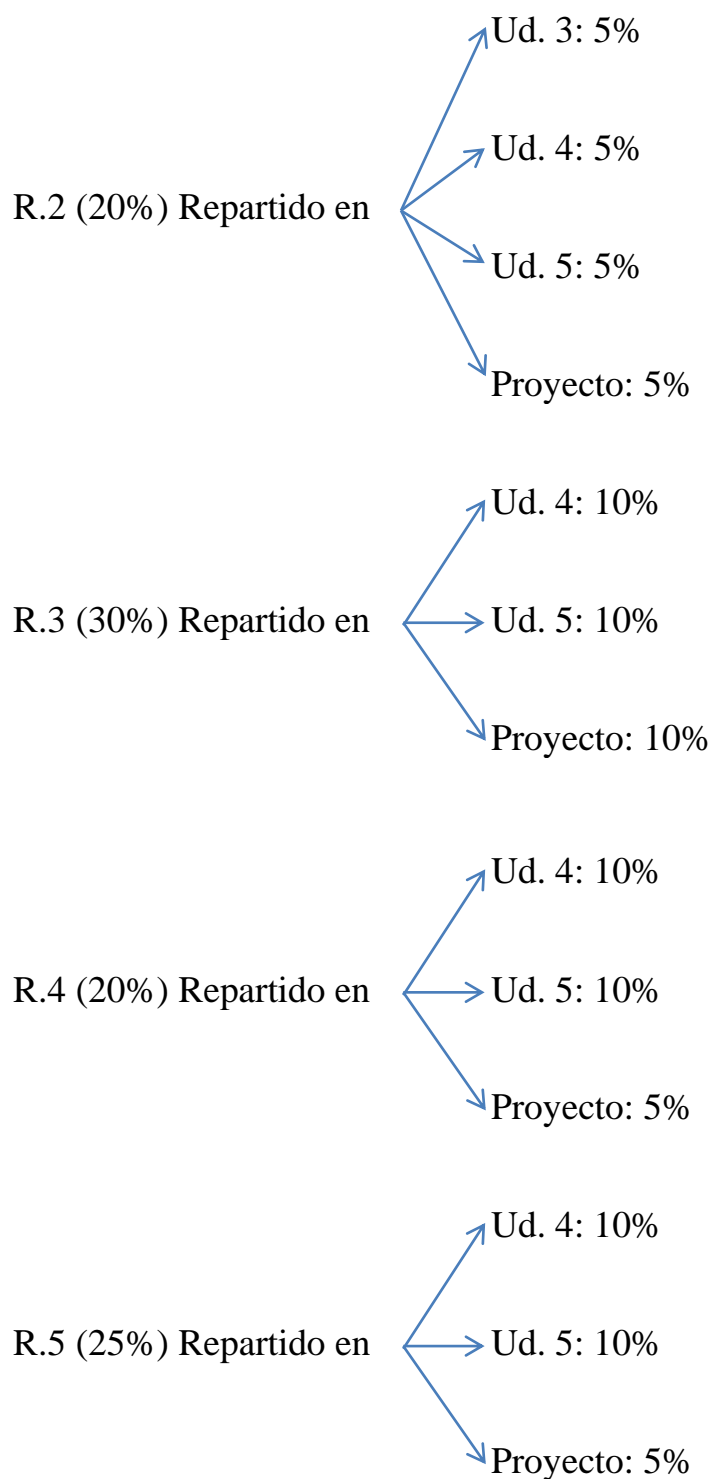 Ud. 3: 5%
Ud. 4: 5%
R.2 (20%) Repartido en
Ud. 5: 5%
Proyecto: 5%
Ud. 4: 10%
R.3 (30%) Repartido en
Ud. 5: 10%
Proyecto: 10%
Ud. 4: 10%
R.4 (20%) Repartido en
Ud. 5: 10%
Proyecto: 5%
Ud. 4: 10%
R.5 (25%) Repartido en
Ud. 5: 10%
Proyecto: 5%